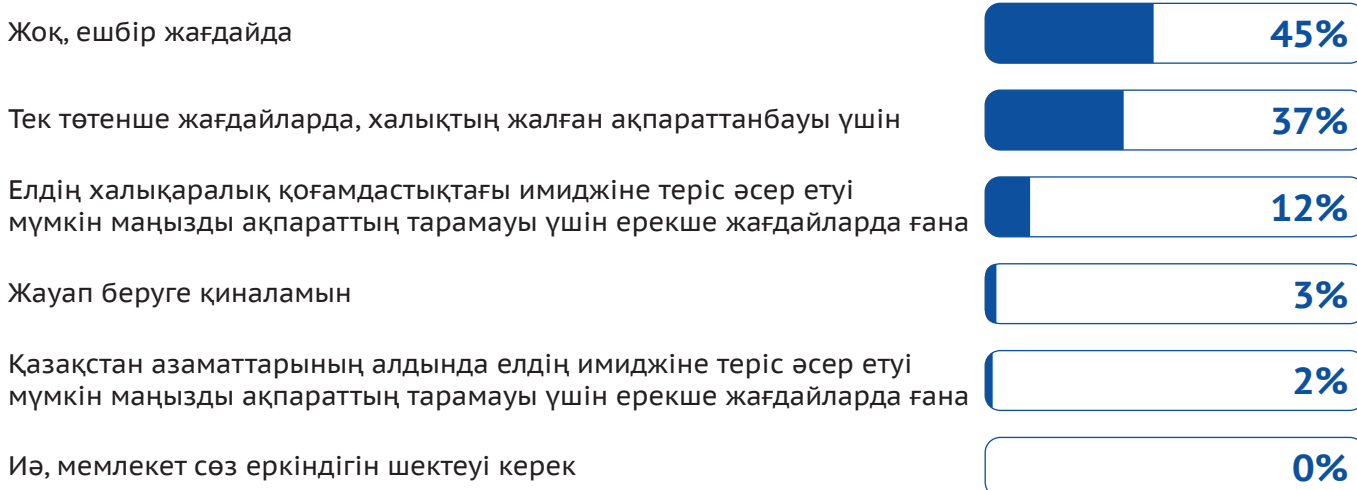 Жоқ, ешбір жағдайда
45%
Тек төтенше жағдайларда, халықтың жалған ақпараттанбауы үшін
37%
Елдің халықаралық қоғамдастықтағы имиджіне теріс әсер етуі
мүмкін маңызды ақпараттың тарамауы үшін ерекше жағдайларда ғана
12%
Жауап беруге қиналамын
3%
Қазақстан азаматтарының алдында елдің имиджіне теріс әсер етуі
мүмкін маңызды ақпараттың тарамауы үшін ерекше жағдайларда ғана
2%
Иә, мемлекет сөз еркіндігін шектеуі керек
0%